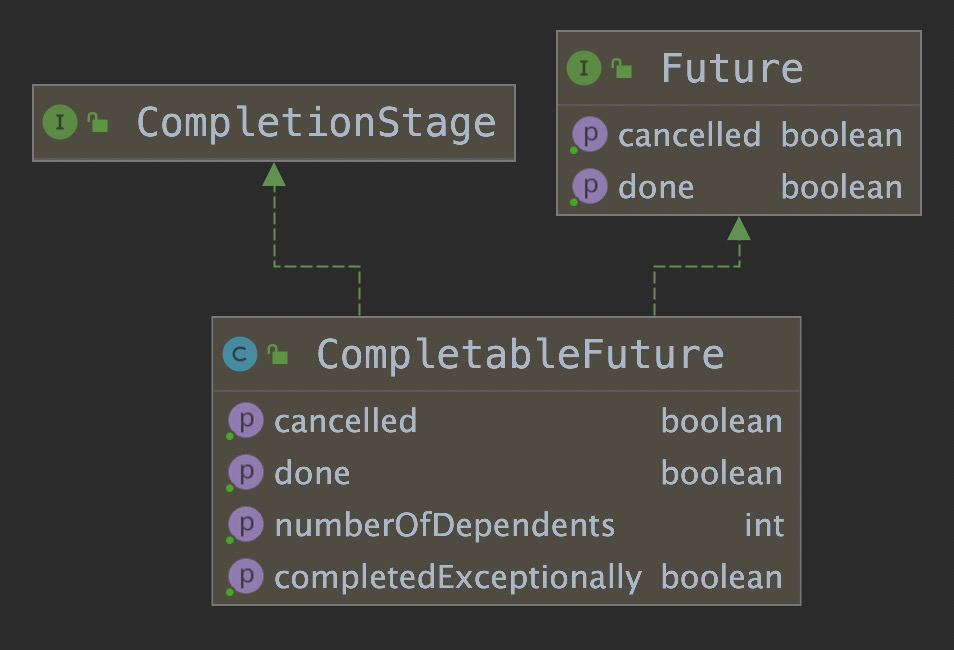 I CompletionStage
I Future
p cancelled boolean
p done boolean
C CompletableFuture
p cancelled boolean
p done boolean
p numberOfDependents int
p completedExceptionally boolean